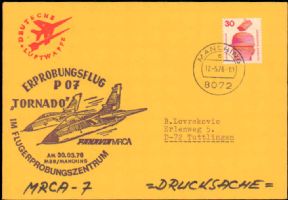 DEUTSCHE
LUFTWAFFE
30
MANCHING
8072
ERPROBUNGSFLUG
P 07
„TORNADO”
PANAVIA MRCA
IM FLUGERPROBUNGSZENTRUM
AM 30.03.76
MBB/MANCHING
B.Lovrekovic
Erlenweg 5.
D-72 Tuttlingen
MRCA-7
=DRUCKSACHE=